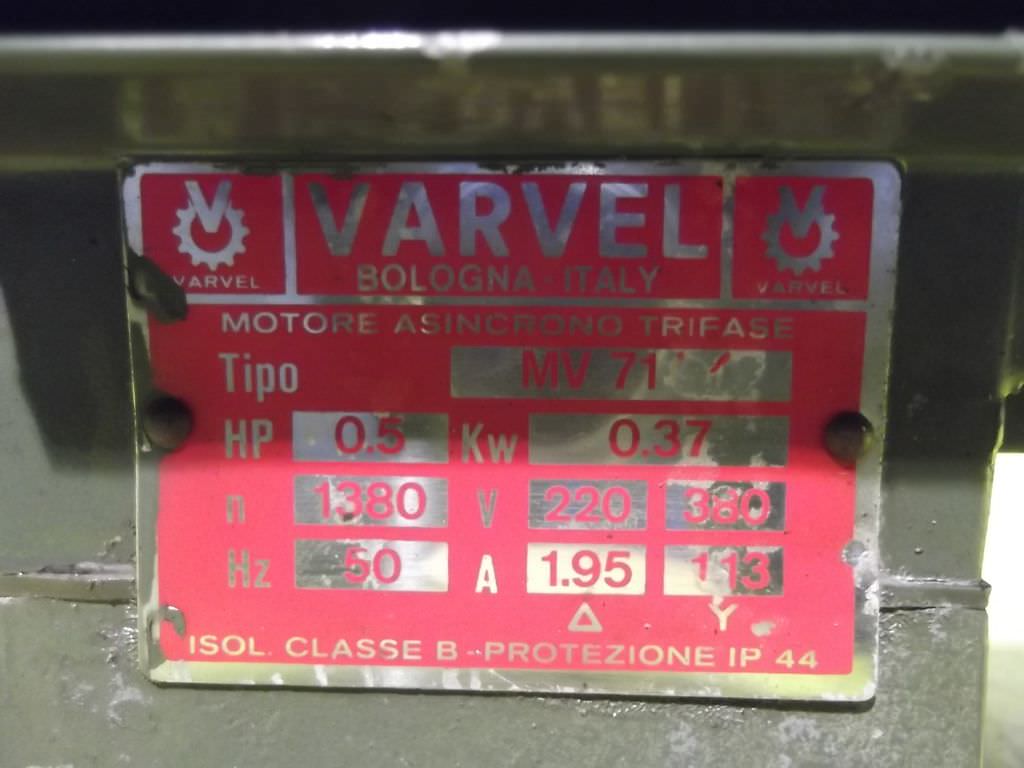 VARVEL
VARVEL
BOLOGNA - ITALY
VARVEL
MOTORE ASINCRONO TRIFASE
Tipo MV 71
HP 0.5 Kw 0.37
n 1380 V 220 380
Hz 50 A 1.95 1.13
Δ Y
ISOL. CLASSE B - PROTEZIONE IP 44